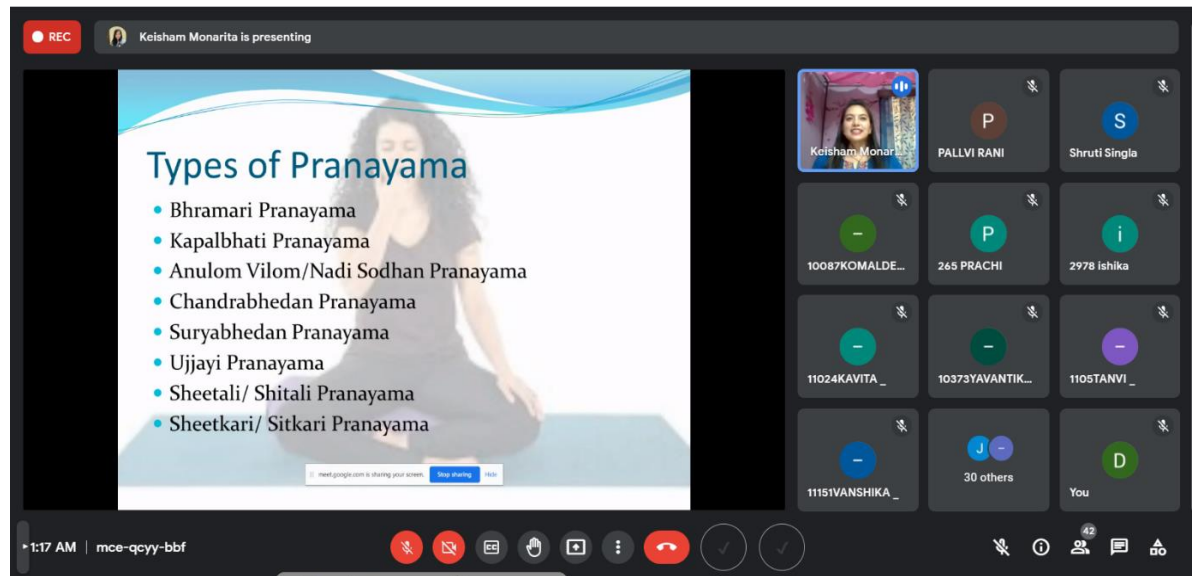 REC
Keisham Monarita is presenting
Types of Pranayama
• Bhramari Pranayama
• Kapalbhati Pranayama
• Anulom Vilom/Nadi Sodhan Pranayama
• Chandrabhedan Pranayama
• Suryabhedan Pranayama
• Ujjayi Pranayama
• Sheetali/ Shitali Pranayama
• Sheetkari/ Sitkari Pranayama
meet.google.com is sharing your screen. Stop sharing Hide
Keisham Monar...
P
PALLVI RANI
S
Shruti Singla
10087KOMALDE...
P
265 PRACHI
i
2978 ishika
11024KAVITA _
10373YAVANTIK...
1105TANVI _
11151VANSHIKA _
J
30 others
D
You
1:17 AM | mce-qcyy-bbf
CC
42